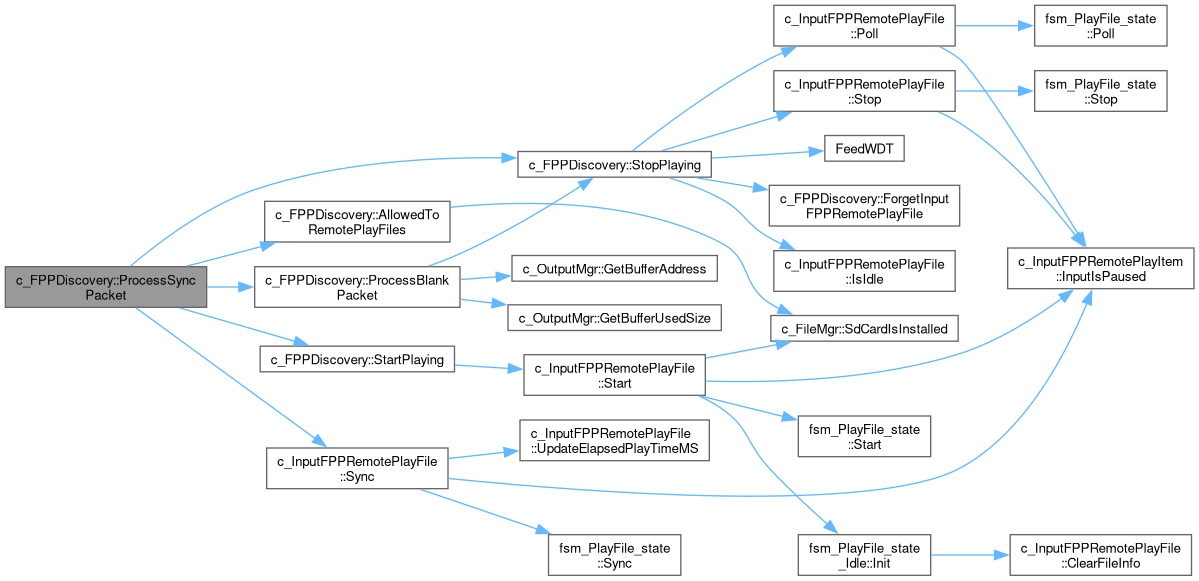 c_FPPDiscovery::ProcessSync
Packet
c_FPPDiscovery::StopPlaying
c_InputFPPRemotePlayFile
::Poll
fsm_PlayFile_state
::Poll
c_InputFPPRemotePlayFile
::Stop
fsm_PlayFile_state
::Stop
FeedWDT
c_FPPDiscovery::ForgetInput
FPPRemotePlayFile
c_InputFPPRemotePlayFile
::IsIdle
c_InputFPPRemotePlayItem
::InputIsPaused
c_FPPDiscovery::AllowedTo
RemotePlayFiles
c_FPPDiscovery::ProcessBlank
Packet
c_OutputMgr::GetBufferAddress
c_OutputMgr::GetBufferUsedSize
c_FileMgr::SdCardIsInstalled
c_FPPDiscovery::StartPlaying
c_InputFPPRemotePlayFile
::Start
fsm_PlayFile_state
::Start
c_InputFPPRemotePlayFile
::Sync
c_InputFPPRemotePlayFile
::UpdateElapsedPlayTimeMS
fsm_PlayFile_state
::Sync
fsm_PlayFile_state
_Idle::Init
c_InputFPPRemotePlayFile
::ClearFileInfo